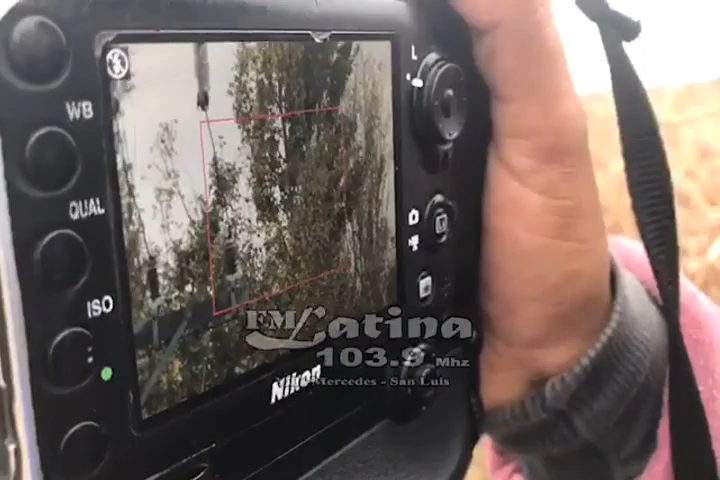 WB
QUAL
ISO
L
Nikon
FM Latina
103.9 Mhz
Mercedes - San Luis